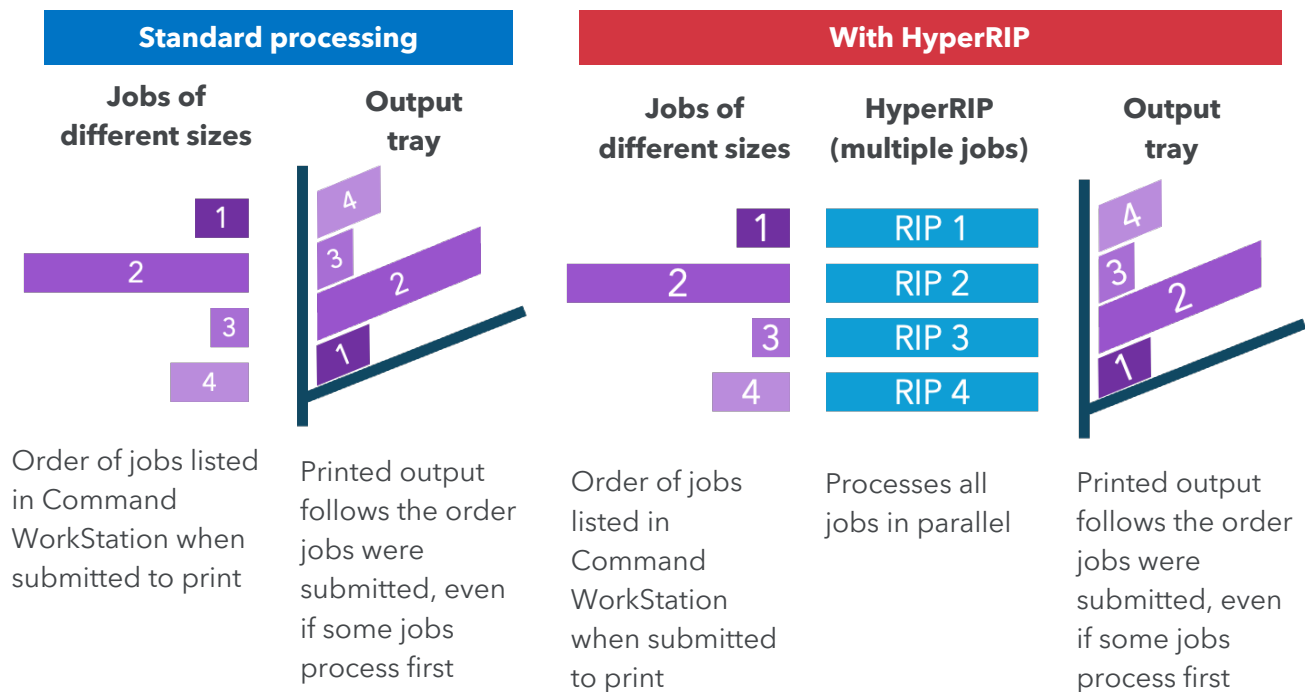 Standard processing
With HyperRIP
Jobs of
different sizes
Output
tray
Jobs of
different sizes
HyperRIP
(multiple jobs)
Output
tray
1
2
3
4
4
3
2
1
1
2
3
4
RIP 1
RIP 2
RIP 3
RIP 4
4
3
2
1
Order of jobs listed
in Command
WorkStation when
submitted to print
Printed output
follows the order
jobs were
submitted, even
if some jobs
process first
Order of jobs
listed in
Command
WorkStation
when submitted
to print
Processes all
jobs in parallel
Printed output
follows the order
jobs were
submitted, even
if some jobs
process first